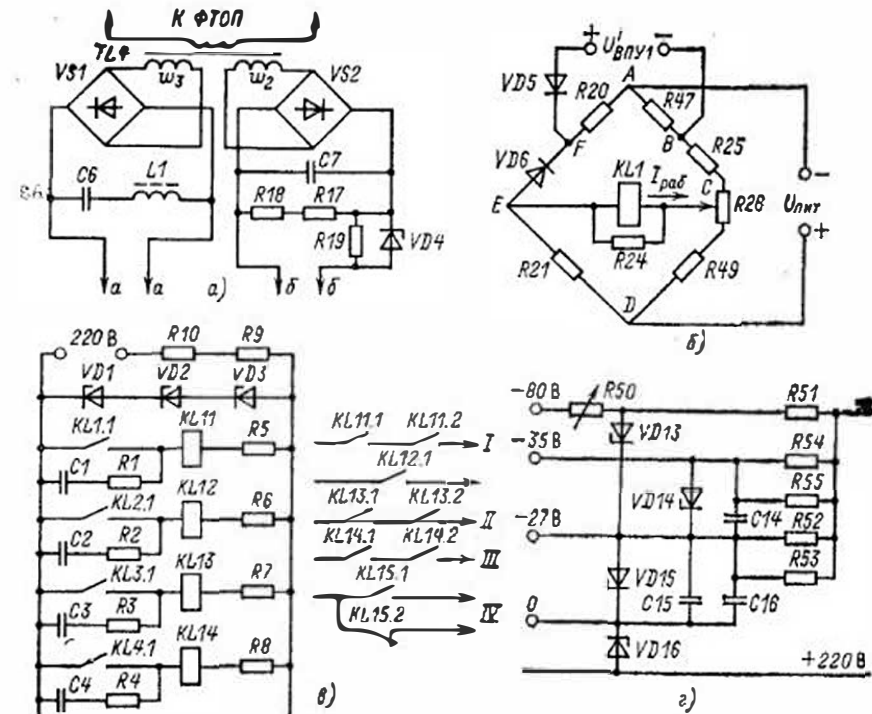 К ФТОП
TL4
VS1
w3
w2
VS2
C6
L1
C7
R18
R17
R19
VD4
а
а
б
б
а)
+
U^i ВПУ1
−
VD5
R20
A
R47
F
B
R25
VD6
KL1
Iраб
C
E
R28
Uпит
−
+
R24
R21
R49
D
б)
220 В
R10
R9
VD1
VD2
VD3
KL1.1
KL11
R5
C1
R1
KL2.1
KL12
R6
C2
R2
KL3.1
KL13
R7
C3
R3
KL4.1
KL14
R8
C4
R4
в)
KL11.1
KL11.2
I
KL12.1
KL13.1
KL13.2
II
KL14.1
KL14.2
III
KL15.1
IV
KL15.2
−80 В
R50
R51
VD13
−35 В
R54
R55
VD14
C14
−27 В
R52
R53
VD15
C15
C16
0
VD16
+220 В
г)